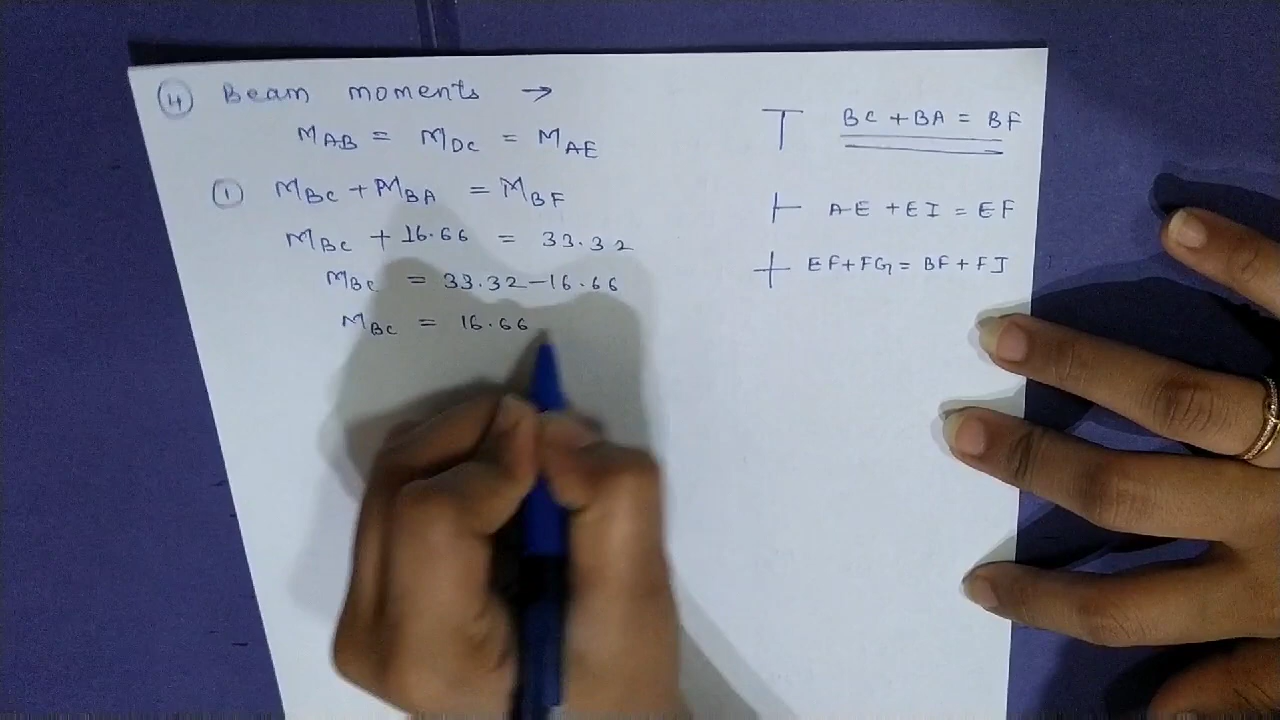 4 Beam moments →
MAB = MDC = MAE
1 MBC + MBA = MBF
MBC + 16.66 = 33.32
MBC = 33.32 - 16.66
MBC = 16.66
BC + BA = BF
AE + EI = EF
EF + FG = BF + FJ